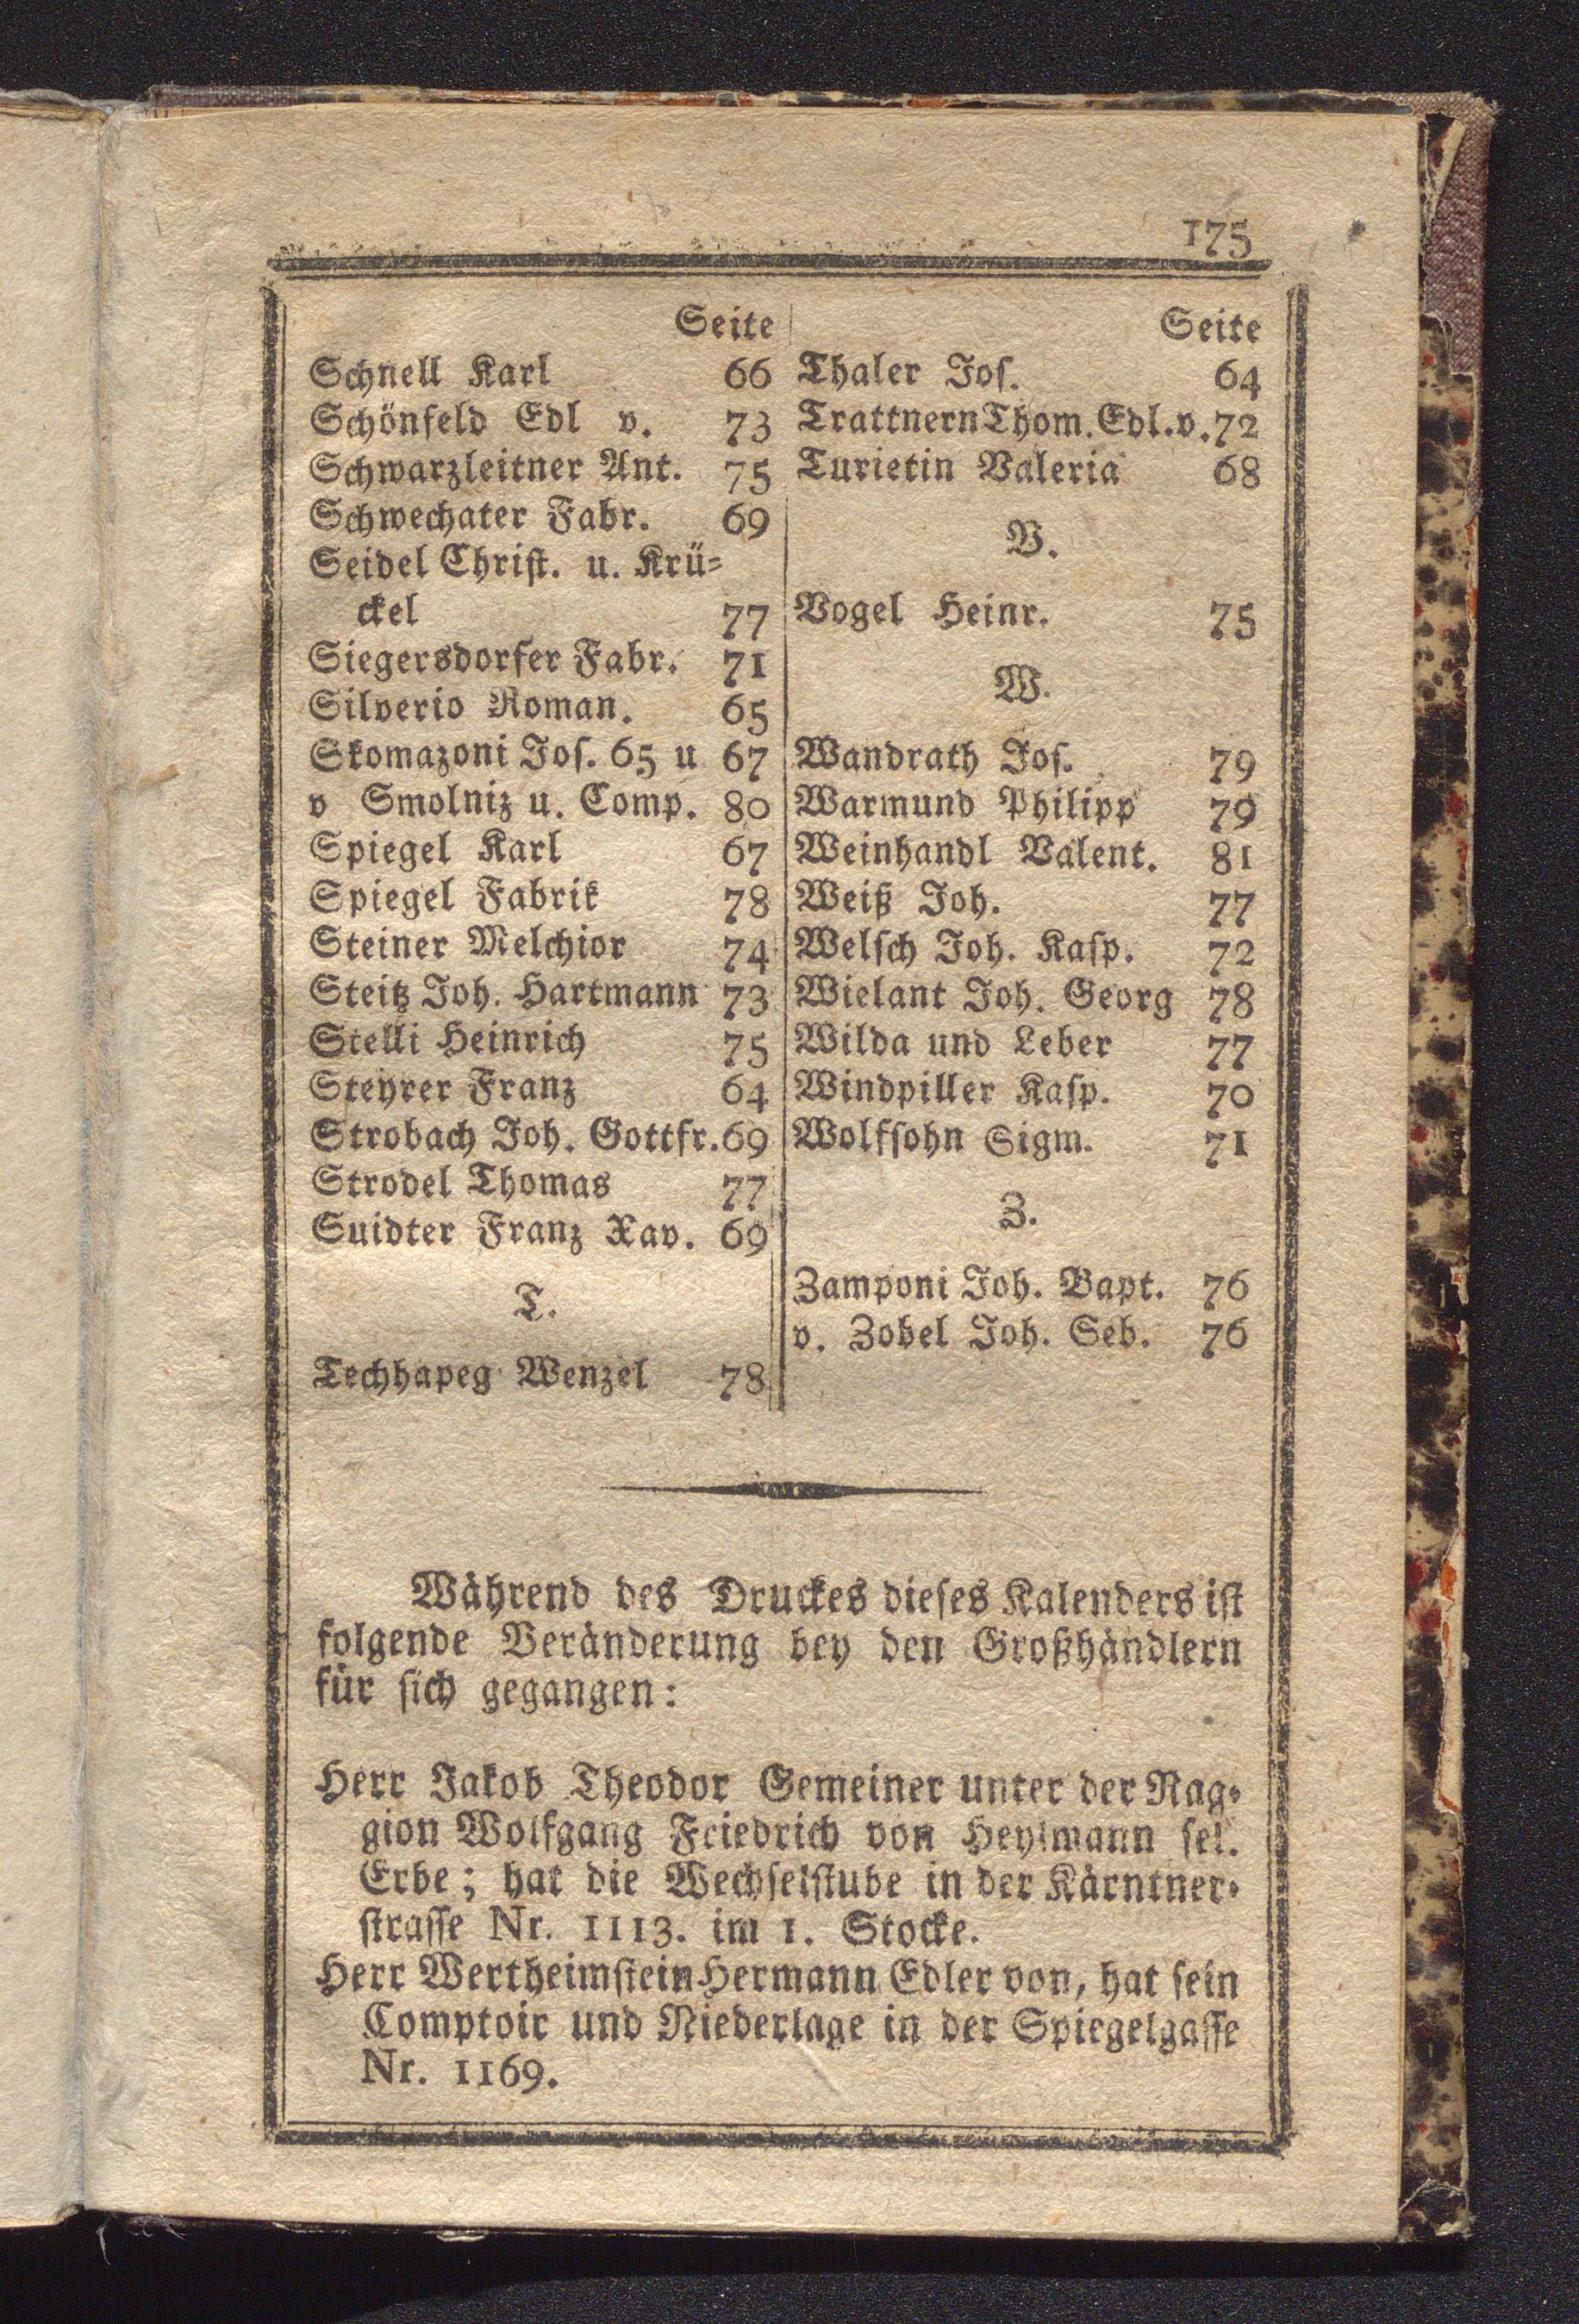 175
Seite
Schnell Karl 66
Schönfeld Edl v. 73
Schwarzleitner Ant. 75
Schwechater Fabr. 69
Seidel Christ. u. Krü=
ckel 77
Siegersdorfer Fabr. 71
Silverio Roman. 65
Skomazoni Jos. 65 u 67
v Smolniz u. Comp. 80
Spiegel Karl 67
Spiegel Fabrik 78
Steiner Melchior 74
Steitz Joh. Hartmann 73
Stelli Heinrich 75
Steyrer Franz 64
Strobach Joh. Gottfr. 69
Strodel Thomas 77
Suidter Franz Xav. 69
T.
Techhapeg Wenzel 78
Seite
Thaler Jos. 64
Trattnern Thom. Edl. v. 72
Turietin Valeria 68
V.
Vogel Heinr. 75
W.
Wandrath Jos. 79
Warmund Philipp 79
Weinhandl Valent. 81
Weiß Joh. 77
Welsch Joh. Kasp. 72
Wielant Joh. Georg 78
Wilda und Leber 77
Windpiller Kasp. 70
Wolfsohn Sigm. 71
Z.
Zamponi Joh. Bapt. 76
v. Zobel Joh. Seb. 76
Während des Druckes dieses Kalenders ist
folgende Veränderung bey den Großhändlern
für sich gegangen:
Herr Jakob Theodor Gemeiner unter der Rag=
gion Wolfgang Friedrich von Heylmann sel.
Erbe; hat die Wechselstube in der Kärntner=
strasse Nr. 1113. im 1. Stocke.
Herr Wertheimstein Hermann Edler von, hat sein
Comptoir und Niederlage in der Spiegelgasse
Nr. 1169.